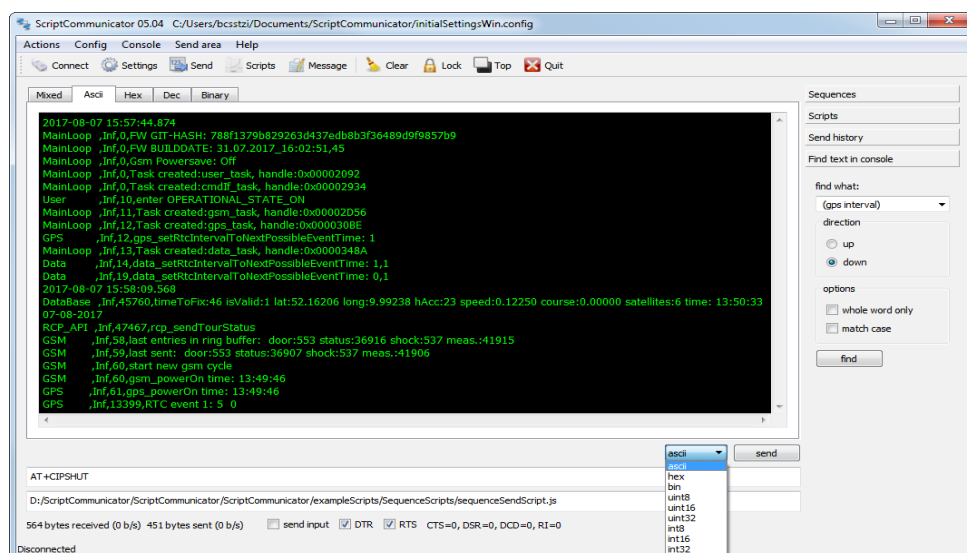 ScriptCommunicator 05.04 C:/Users/bcsstzi/Documents/ScriptCommunicator/initialSettingsWin.config
Actions Config Console Send area Help
Connect Settings Send Scripts Message Clear Lock Top Quit
Mixed Ascii Hex Dec Binary
2017-08-07 15:57:44.874
MainLoop ,Inf,0,FW GIT-HASH: 788f1379b829263d437edb8b3f36489d9f9857b9
MainLoop ,Inf,0,FW BUILDDATE: 31.07.2017_16:02:51,45
MainLoop ,Inf,0,Gsm Powersave: Off
MainLoop ,Inf,0,Task created:user_task, handle:0x00002092
MainLoop ,Inf,0,Task created:cmdIf_task, handle:0x00002934
User ,Inf,10,enter OPERATIONAL_STATE_ON
MainLoop ,Inf,11,Task created:gsm_task, handle:0x00002D56
MainLoop ,Inf,12,Task created:gps_task, handle:0x000030BE
GPS ,Inf,12,gps_setRtcIntervalToNextPossibleEventTime: 1
MainLoop ,Inf,13,Task created:data_task, handle:0x0000348A
Data ,Inf,14,data_setRtcIntervalToNextPossibleEventTime: 1,1
Data ,Inf,19,data_setRtcIntervalToNextPossibleEventTime: 0,1
2017-08-07 15:58:09.568
DataBase ,Inf,45760,timeToFix:46 isValid:1 lat:52.16206 long:9.99238 hAcc:23 speed:0.12250 course:0.00000 satellites:6 time: 13:50:33
07-08-2017
RCP_API ,Inf,47467,rcp_sendTourStatus
GSM ,Inf,58,last entries in ring buffer: door:553 status:36916 shock:537 meas.:41915
GSM ,Inf,59,last sent: door:553 status:36907 shock:537 meas.:41906
GSM ,Inf,60,start new gsm cycle
GSM ,Inf,60,gsm_powerOn time: 13:49:46
GPS ,Inf,61,gps_powerOn time: 13:49:46
GPS ,Inf,13399,RTC event 1: 5 0
Sequences
Scripts
Send history
Find text in console
find what:
(gps interval)
direction
up
down
options
whole word only
match case
find
ascii
send
ascii
hex
bin
uint8
uint16
uint32
int8
int16
int32
AT+CIPSHUT
D:/ScriptCommunicator/ScriptCommunicator/ScriptCommunicator/exampleScripts/SequenceScripts/sequenceSendScript.js
564 bytes received (0 b/s) 451 bytes sent (0 b/s) send input DTR RTS CTS=0, DSR=0, DCD=0, RI=0
Disconnected